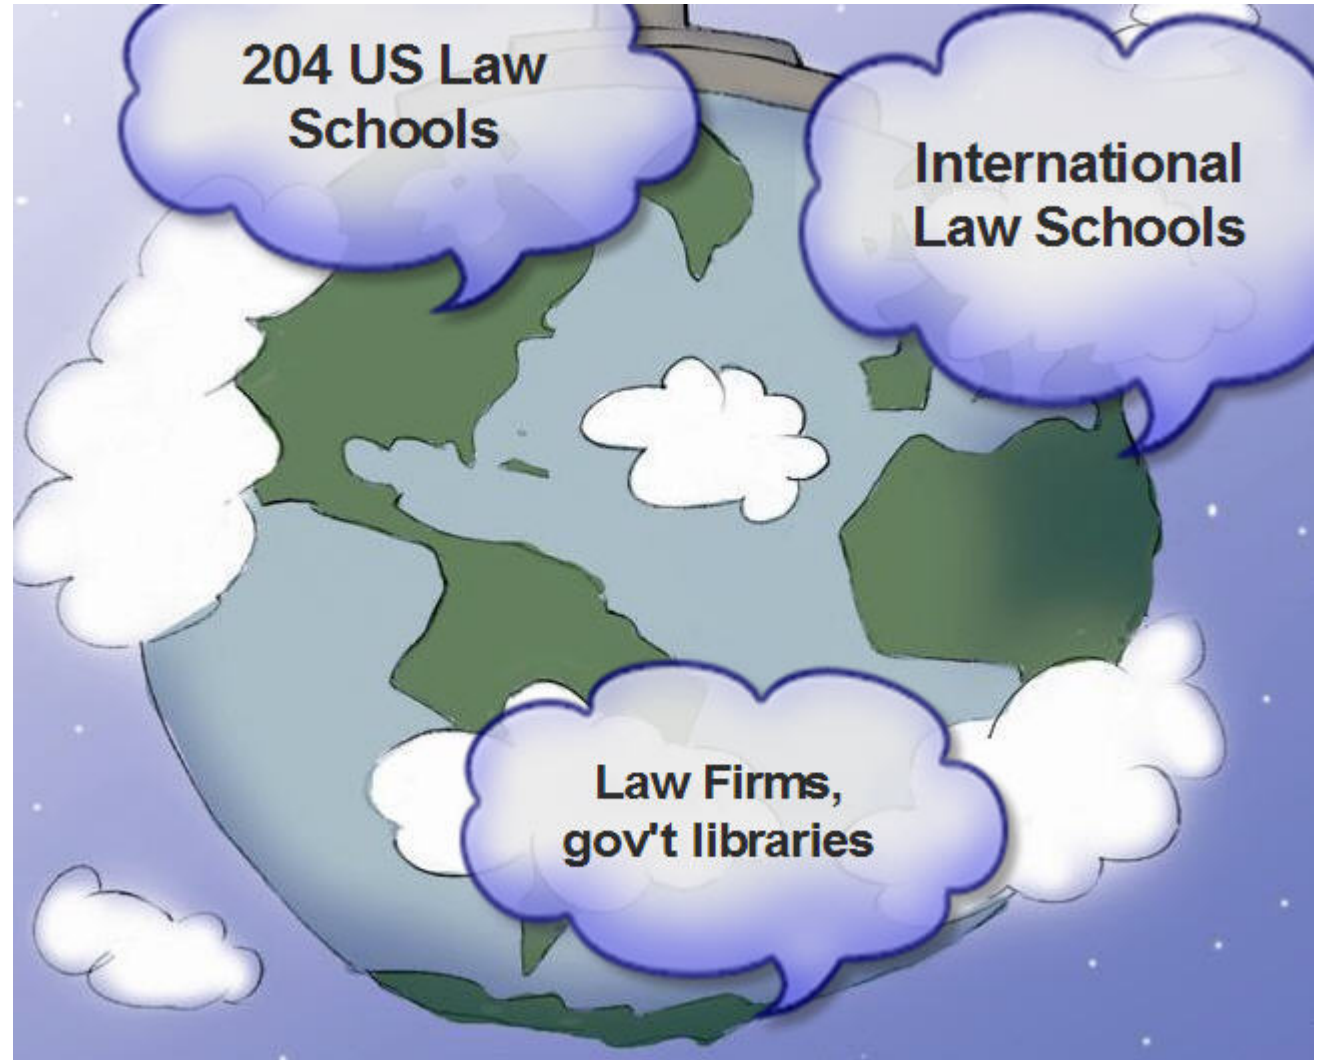 204 US Law
Schools
International
Law Schools
Law Firms,
gov't libraries